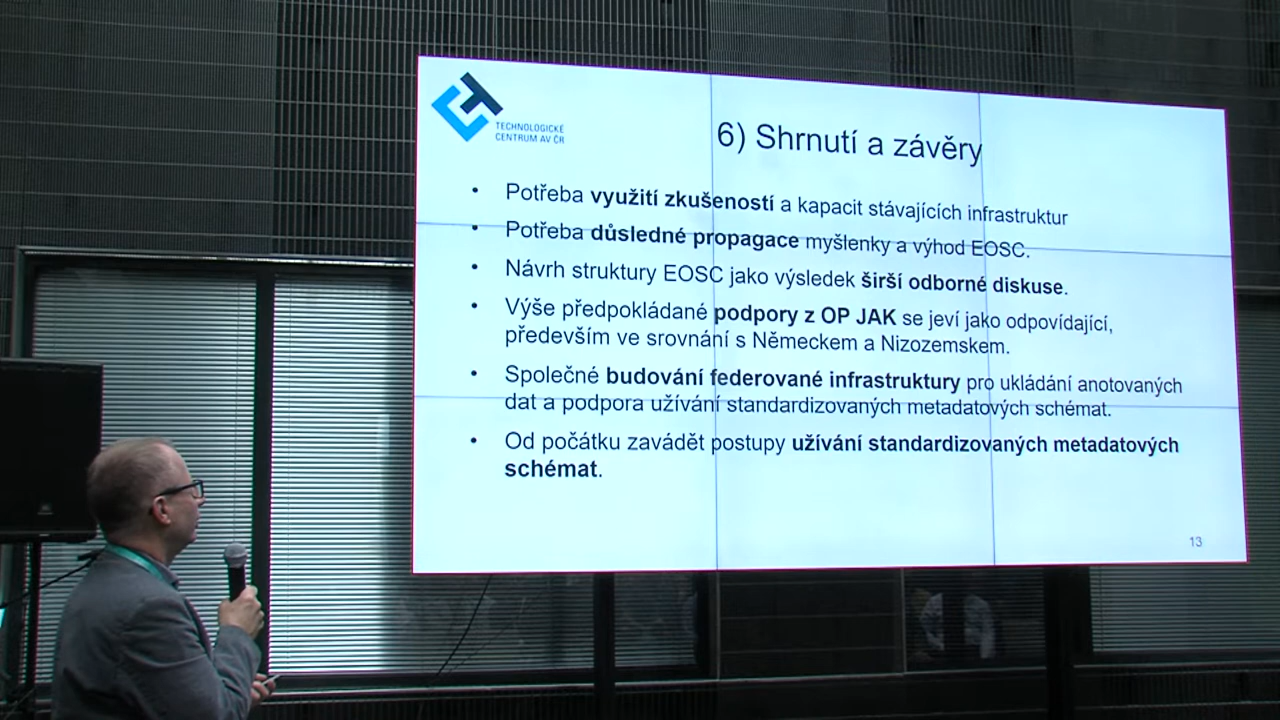 TECHNOLOGICKÉ
CENTRUM AV ČR
6) Shrnutí a závěry
• Potřeba využití zkušeností a kapacit stávajících infrastruktur
• Potřeba důsledné propagace myšlenky a výhod EOSC.
• Návrh struktury EOSC jako výsledek širší odborné diskuse.
• Výše předpokládané podpory z OP JAK se jeví jako odpovídající,
především ve srovnání s Německem a Nizozemskem.
• Společné budování federované infrastruktury pro ukládání anotovaných
dat a podpora užívání standardizovaných metadatových schémat.
• Od počátku zavádět postupy užívání standardizovaných metadatových
schémat.
13